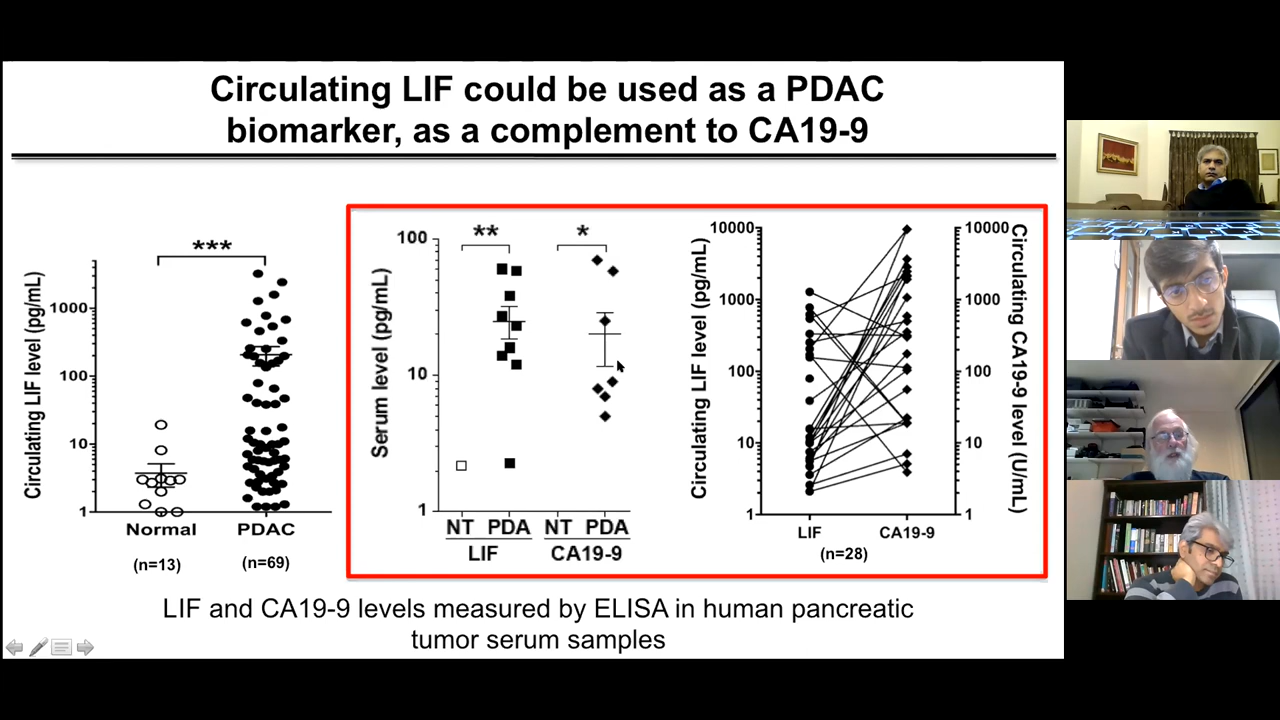 Circulating LIF could be used as a PDAC
biomarker, as a complement to CA19-9
Circulating LIF level (pg/mL)
1000
100
10
1
***
Normal
PDAC
(n=13)
(n=69)
Serum level (pg/mL)
100
10
1
**
*
NT PDA NT PDA
LIF
CA19-9
Circulating LIF level (pg/mL)
10000
1000
100
10
1
10000
1000
100
10
1
Circulating CA19-9 level (U/mL)
LIF
CA19-9
(n=28)
LIF and CA19-9 levels measured by ELISA in human pancreatic
tumor serum samples